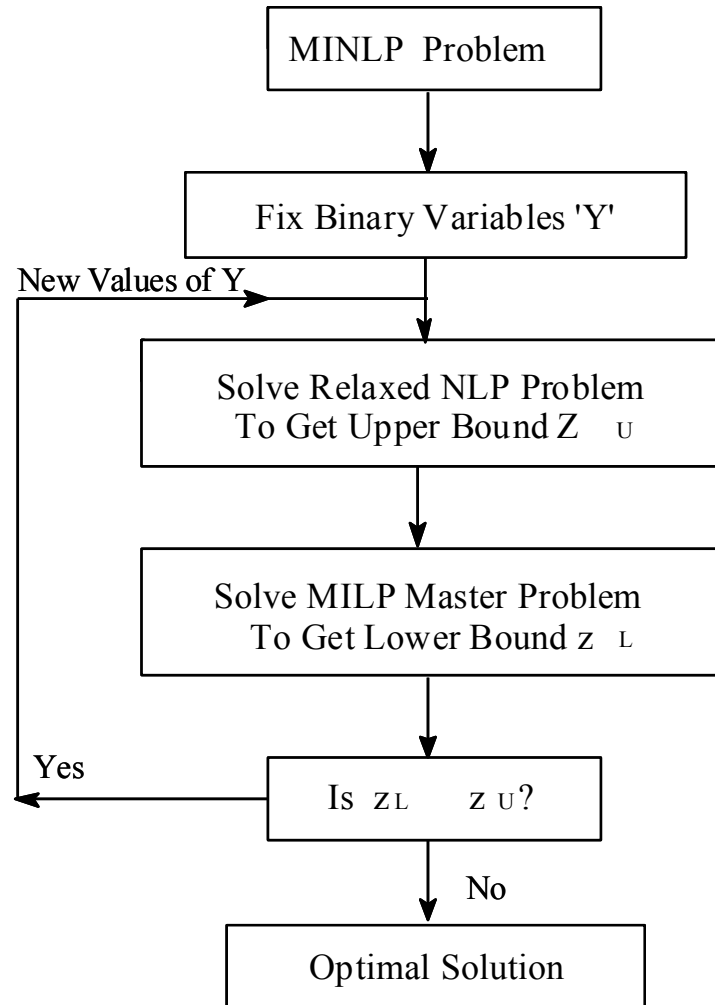 MINLP Problem
Fix Binary Variables 'Y'
New Values of Y
Solve Relaxed NLP Problem
To Get Upper Bound Z U
Solve MILP Master Problem
To Get Lower Bound z L
Yes
Is zL z U?
No
Optimal Solution